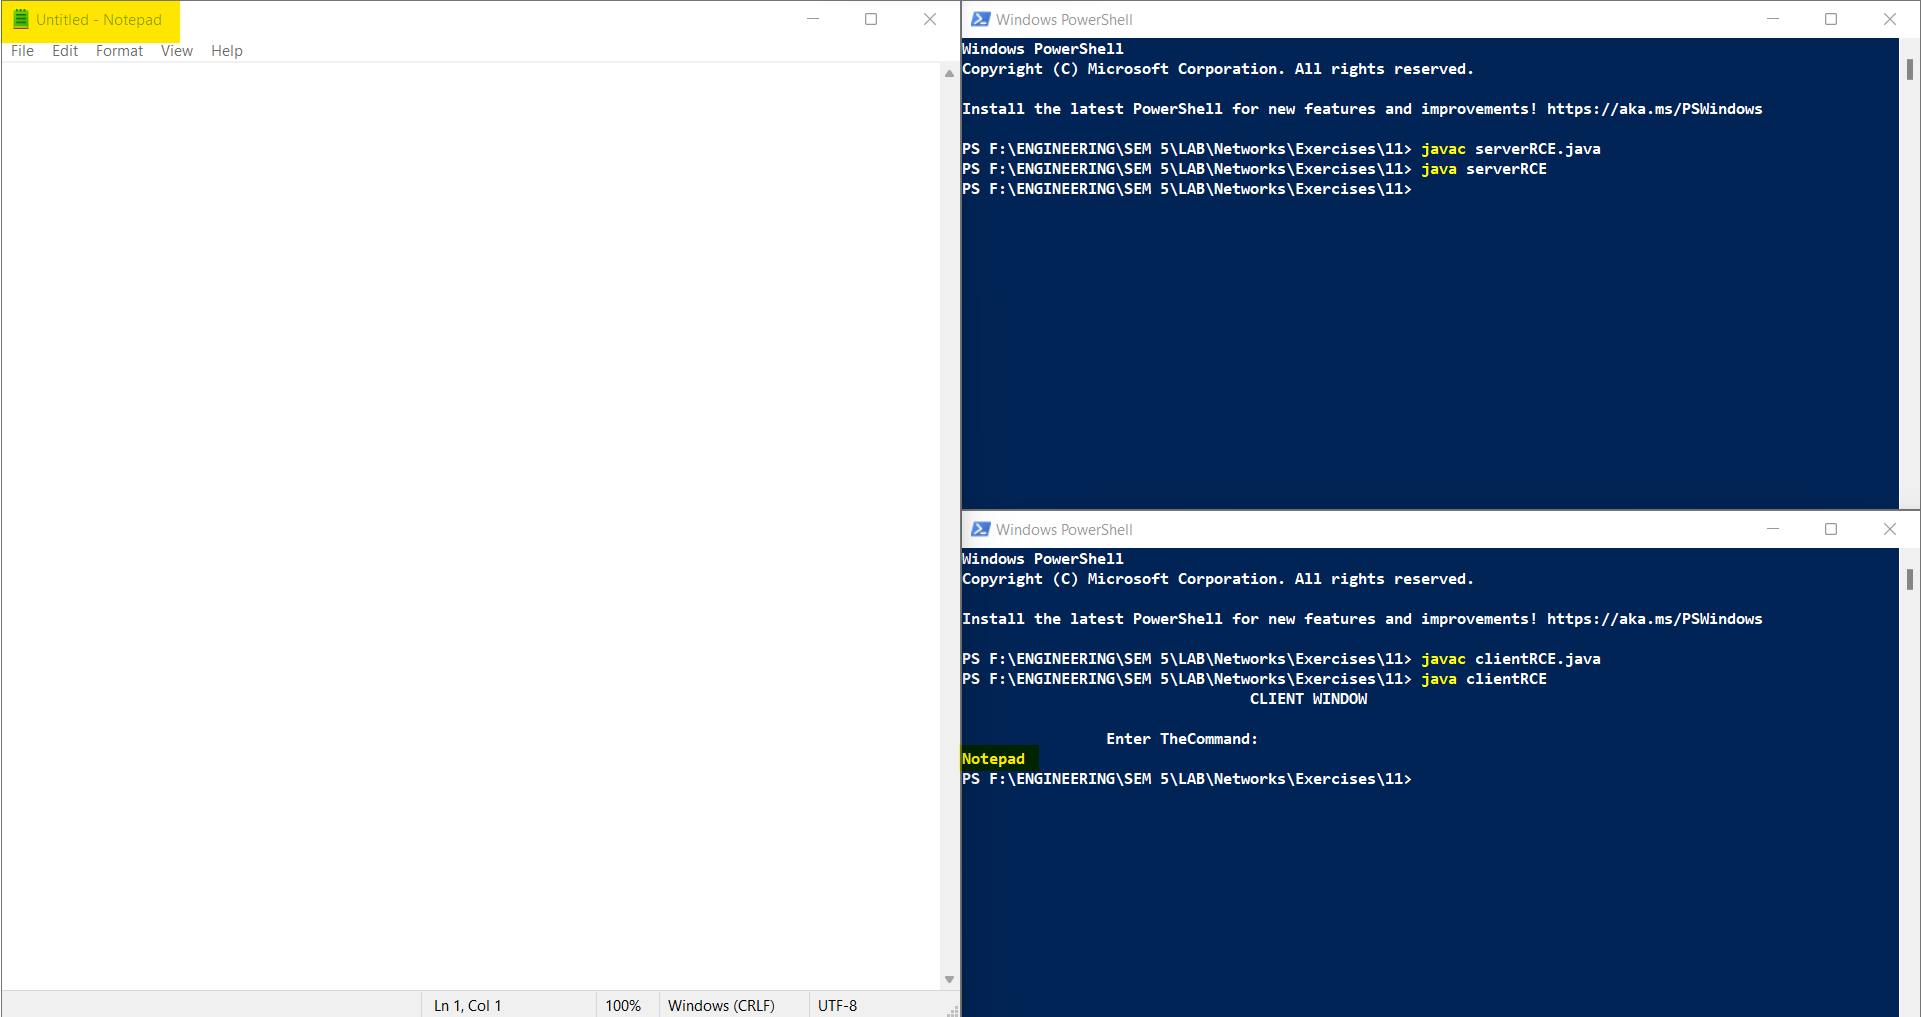 Untitled - Notepad
File Edit Format View Help
Ln 1, Col 1 100% Windows (CRLF) UTF-8
Windows PowerShell
Windows PowerShell
Copyright (C) Microsoft Corporation. All rights reserved.
Install the latest PowerShell for new features and improvements! https://aka.ms/PSWindows
PS F:\ENGINEERING\SEM 5\LAB\Networks\Exercises\11> javac serverRCE.java
PS F:\ENGINEERING\SEM 5\LAB\Networks\Exercises\11> java serverRCE
PS F:\ENGINEERING\SEM 5\LAB\Networks\Exercises\11>
Windows PowerShell
Windows PowerShell
Copyright (C) Microsoft Corporation. All rights reserved.
Install the latest PowerShell for new features and improvements! https://aka.ms/PSWindows
PS F:\ENGINEERING\SEM 5\LAB\Networks\Exercises\11> javac clientRCE.java
PS F:\ENGINEERING\SEM 5\LAB\Networks\Exercises\11> java clientRCE
CLIENT WINDOW
Enter TheCommand:
Notepad
PS F:\ENGINEERING\SEM 5\LAB\Networks\Exercises\11>